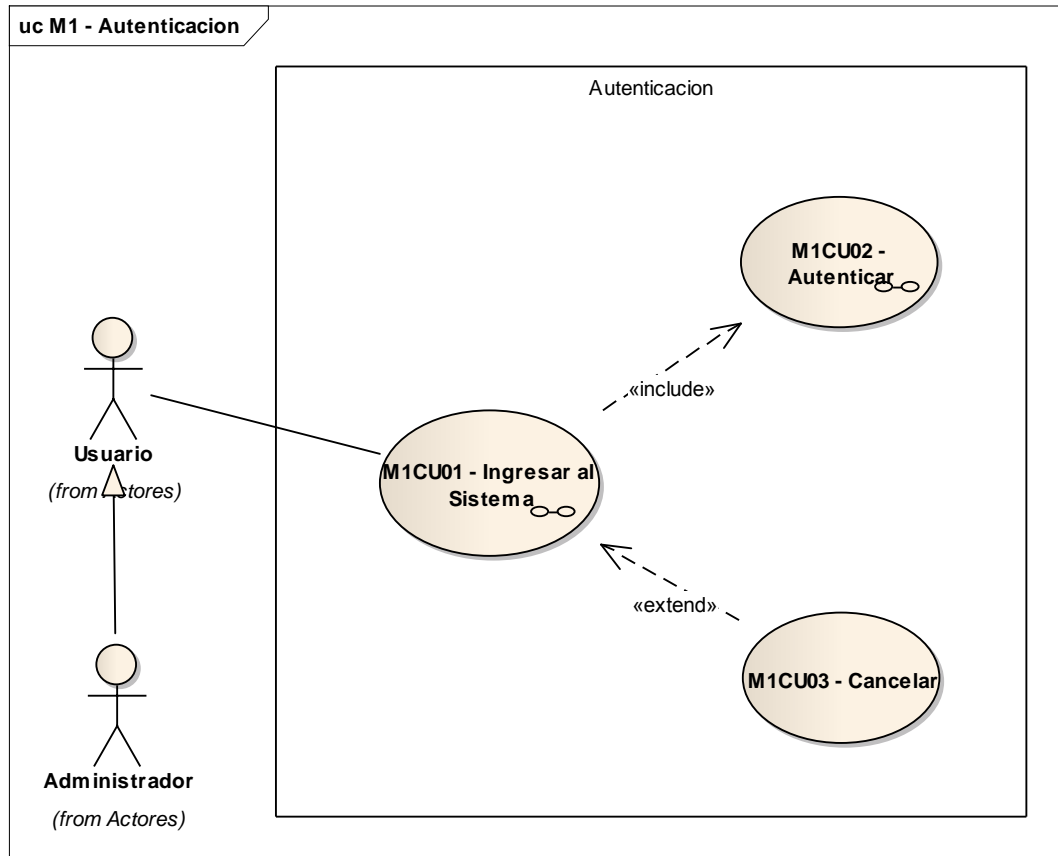 uc M1 - Autenticacion
Autenticacion
M1CU02 -
Autenticar
«include»
Usuario
(from Actores)
M1CU01 - Ingresar al
Sistema
«extend»
M1CU03 - Cancelar
Administrador
(from Actores)